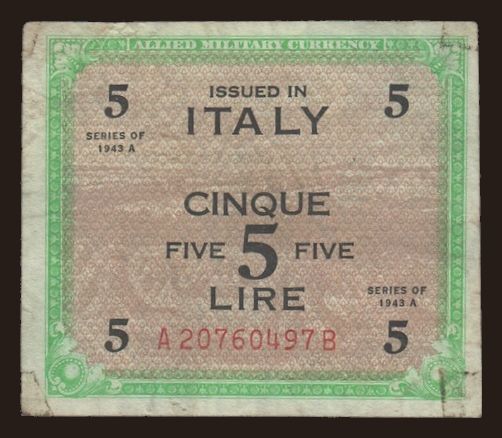 ALLIED MILITARY CURRENCY
5 ISSUED IN 5
ITALY
SERIES OF
1943 A
CINQUE
FIVE 5 FIVE
LIRE
SERIES OF
1943 A
5 A20760497B 5